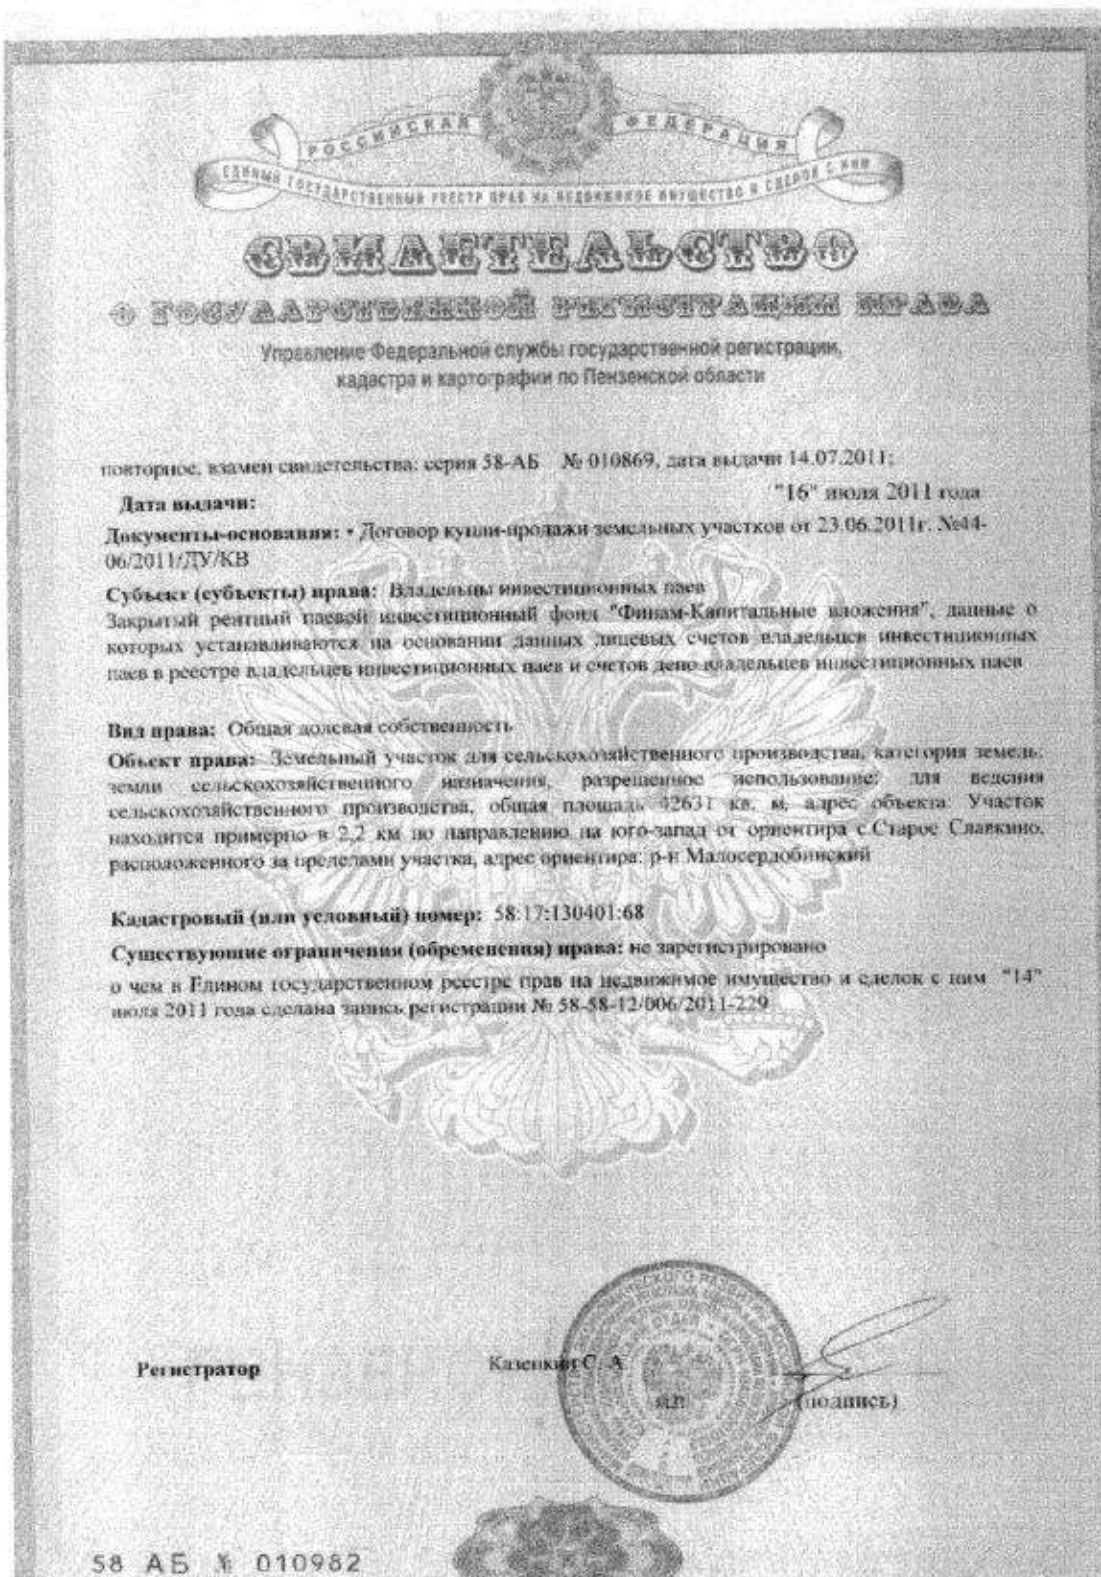 РОССИЙСКАЯ ФЕДЕРАЦИЯ
ЕДИНЫЙ ГОСУДАРСТВЕННЫЙ РЕЕСТР ПРАВ НА НЕДВИЖИМОЕ ИМУЩЕСТВО И СДЕЛОК С НИМ
СВИДЕТЕЛЬСТВО
О ГОСУДАРСТВЕННОЙ РЕГИСТРАЦИИ ПРАВА
Управление Федеральной службы государственной регистрации,
кадастра и картографии по Пензенской области
повторное, взамен свидетельства: серия 58-АБ № 010869, дата выдачи 14.07.2011;
Дата выдачи: "16" июля 2011 года
Документы-основания: • Договор купли-продажи земельных участков от 23.06.2011г. №44-
06/2011/ДУ/КВ
Субъект (субъекты) права: Владельцы инвестиционных паев
Закрытый рентный паевой инвестиционный фонд "Финам-Капитальные вложения", данные о
которых устанавливаются на основании данных лицевых счетов владельцев инвестиционных
паев в реестре владельцев инвестиционных паев и счетов депо владельцев инвестиционных паев
Вид права: Общая долевая собственность
Объект права: Земельный участок для сельскохозяйственного производства, категория земель:
земли сельскохозяйственного назначения, разрешенное использование: для ведения
сельскохозяйственного производства, общая площадь 42631 кв. м, адрес объекта: Участок
находится примерно в 2,2 км по направлению на юго-запад от ориентира с.Старое Славкино,
расположенного за пределами участка, адрес ориентира: р-н Малосердобинский
Кадастровый (или условный) номер: 58:17:130401:68
Существующие ограничения (обременения) права: не зарегистрировано
о чем в Едином государственном реестре прав на недвижимое имущество и сделок с ним "14"
июля 2011 года сделана запись регистрации № 58-58-12/006/2011-229
Регистратор Казенкин С. А.
м.п.
(подпись)
58 АБ № 010982